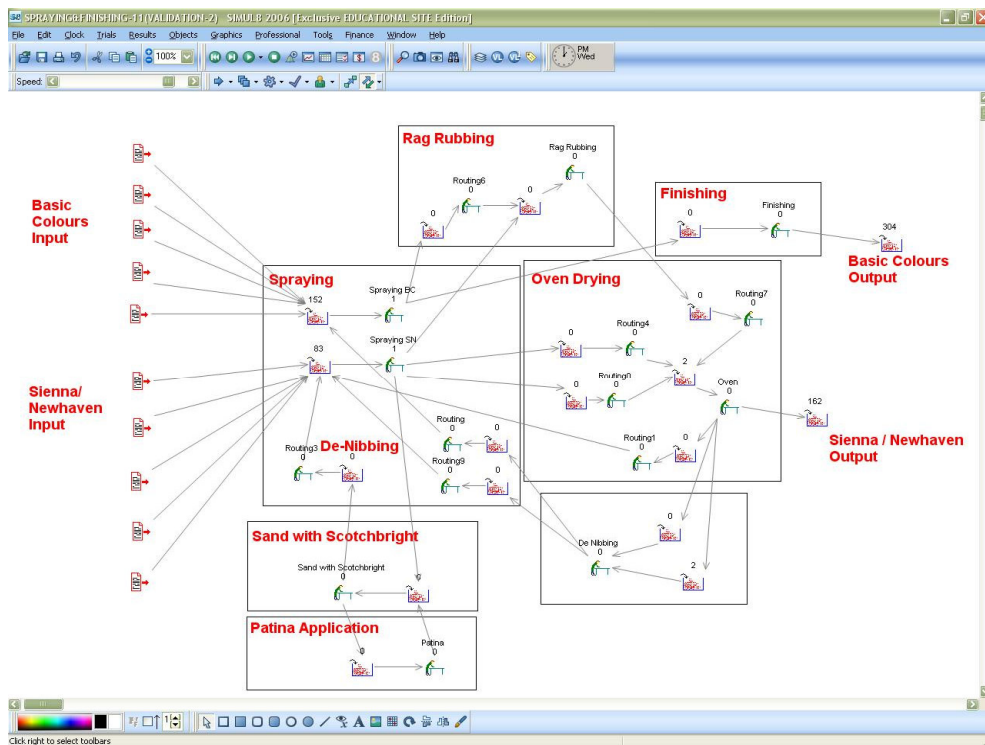 SPRAYING&FINISHING-11(VALIDATION-2) SIMUL8 2006 [Exclusive EDUCATIONAL SITE Edition]
File Edit Clock Trials Results Objects Graphics Professional Tools Finance Window Help
100%
VL VL
PM
Wed
Speed:
Rag Rubbing
Rag Rubbing
0
Routing6
0
0
0
Finishing
0
Finishing
0
304
Basic Colours
Output
Basic
Colours
Input
Spraying
152
Spraying BC
1
83
Spraying SN
1
Oven Drying
0
Routing7
0
0
Routing4
0
2
0
0
Oven
0
162
Sienna / Newhaven
Output
Sienna/
Newhaven
Input
Routing
0
0
Routing1
0
0
De-Nibbing
Routing3
0
0
Routing9
0
0
Sand with Scotchbright
Sand with Scotchbright
0
0
De Nibbing
0
0
2
Patina Application
0
Patina
0
Click right to select toolbars